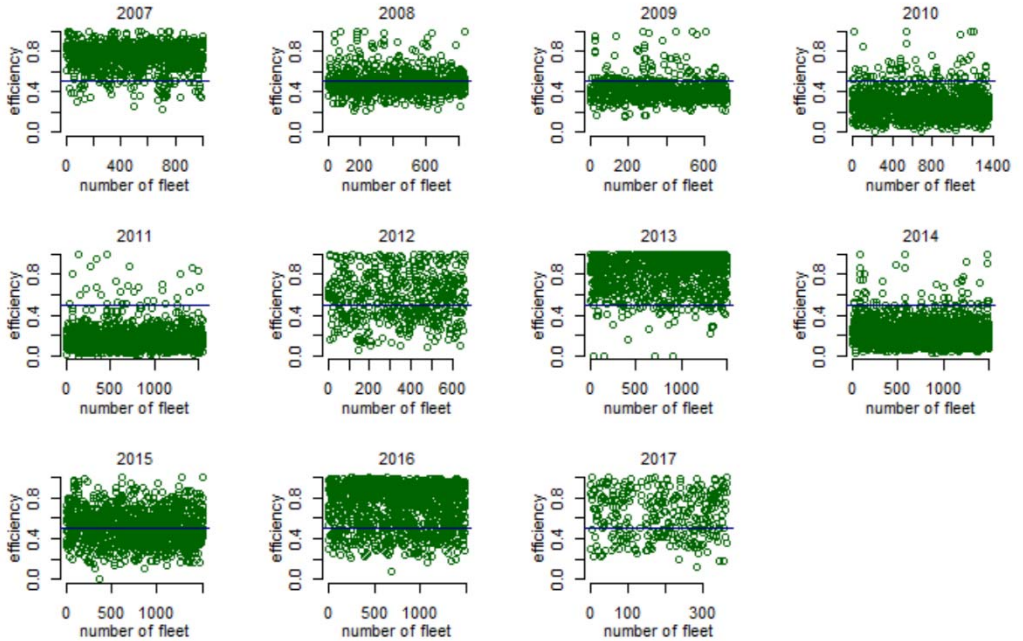 2007
efficiency
0.0 0.4 0.8
0 400 800
number of fleet
2008
efficiency
0.0 0.4 0.8
0 200 600
number of fleet
2009
efficiency
0.0 0.4 0.8
0 200 400 600
number of fleet
2010
efficiency
0.0 0.4 0.8
0 400 800 1400
number of fleet
2011
efficiency
0.0 0.4 0.8
0 500 1000
number of fleet
2012
efficiency
0.0 0.4 0.8
0 200 400 600
number of fleet
2013
efficiency
0.0 0.4 0.8
0 500 1000
number of fleet
2014
efficiency
0.0 0.4 0.8
0 500 1000
number of fleet
2015
efficiency
0.0 0.4 0.8
0 500 1000
number of fleet
2016
efficiency
0.0 0.4 0.8
0 500 1000
number of fleet
2017
efficiency
0.0 0.4 0.8
0 100 300
number of fleet